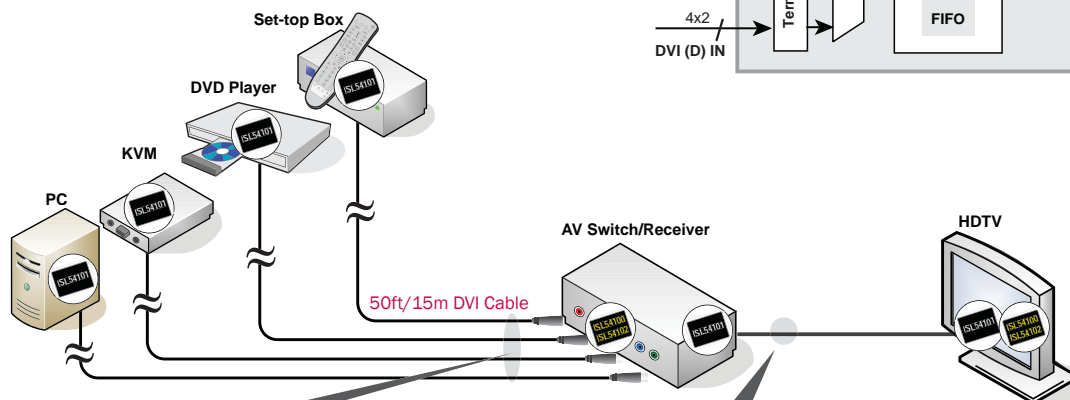 Set-top Box
ISL54101
DVD Player
ISL54101
KVM
ISL54101
PC
ISL54101
50ft/15m DVI Cable
AV Switch/Receiver
ISL54100
ISL54102
ISL54101
HDTV
ISL54101
ISL54100
ISL54102
4x2
DVI (D) IN
Term
FIFO